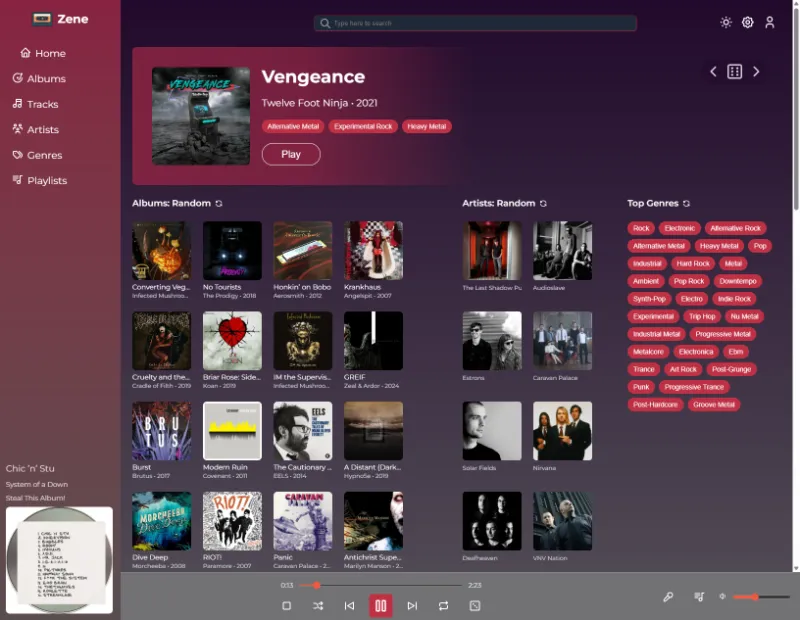 Zene
Type here to search
Home
Albums
Tracks
Artists
Genres
Playlists
VENGEANCE
Vengeance
Twelve Foot Ninja • 2021
Alternative Metal Experimental Rock Heavy Metal
Play
Albums: Random
Converting Veg...
Infected Mushroo...
No Tourists
The Prodigy - 2018
Honkin' on Bobo
Aerosmith - 2012
Krankhaus
Angelspit - 2007
Cruelty and the...
Cradle of Filth - 2019
Briar Rose: Side...
Koan - 2019
IM the Supervis...
Infected Mushroo...
GREIF
Zeal & Ardor - 2024
BRU
TUS
Burst
Brutus - 2017
Modern Ruin
Covenant - 2011
EELS
The Cautionary ...
EELS - 2014
A Distant (Dark...
Hypno5e - 2019
MORCHEEBA
Dive Deep
Morcheeba - 2008
RIOT!
RIOT!
Paramore - 2007
CARAVAN
Panic
Caravan Palace - 2...
Antichrist Supe...
Marilyn Manson - 2...
Artists: Random
The Last Shadow Pu
Audioslave
Eatrons
Caravan Palace
Solar Fields
Nirvana
Deafheaven
VNV Nation
Top Genres
Rock Electronic Alternative Rock
Alternative Metal Heavy Metal Pop
Industrial Hard Rock Metal
Ambient Pop Rock Downtempo
Synth-Pop Electro Indie Rock
Experimental Trip Hop Nu Metal
Industrial Metal Progressive Metal
Metalcore Electronica Ebm
Trance Art Rock Post-Grunge
Punk Progressive Trance
Post-Hardcore Groove Metal
Chic 'n' Stu
System of a Down
Steal This Album!
0:13
2:23